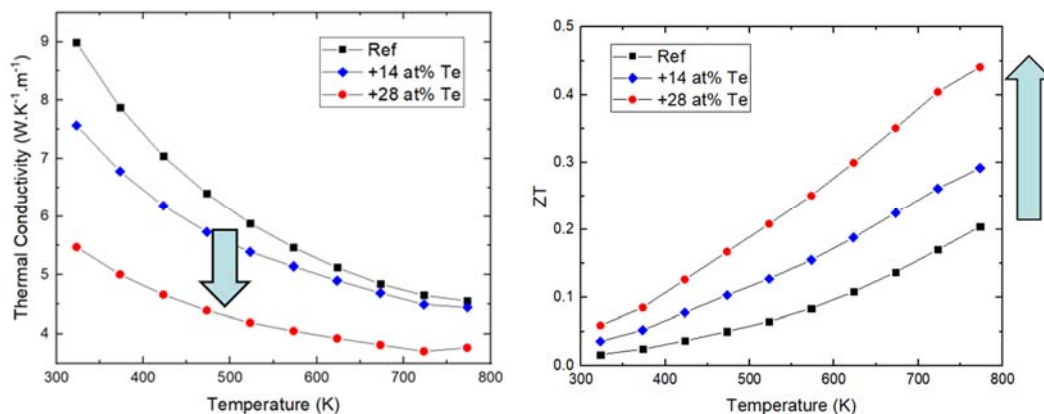 9
8
7
6
5
4
300 400 500 600 700 800
Temperature (K)
Thermal Conductivity (W.K⁻¹.m⁻¹)
Ref
+14 at% Te
+28 at% Te
0.5
0.4
0.3
0.2
0.1
0.0
300 400 500 600 700 800
Temperature (K)
ZT
Ref
+14 at% Te
+28 at% Te